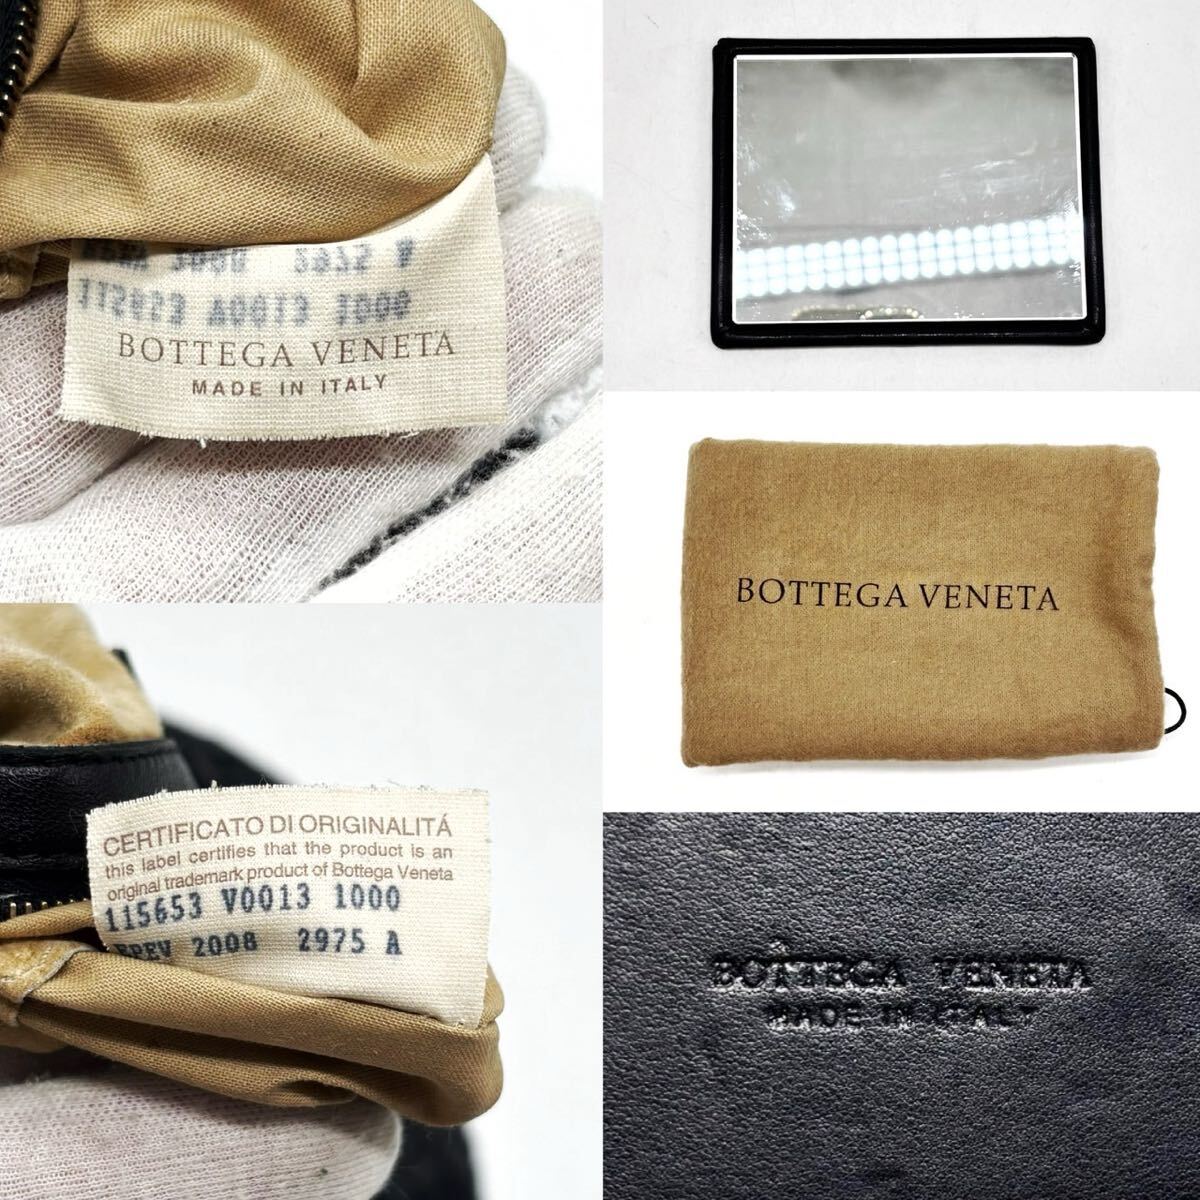 BOTTEGA VENETA
MADE IN ITALY
BOTTEGA VENETA
CERTIFICATO DI ORIGINALITÁ
this label certifies that the product is an
original trademark product of Bottega Veneta
115653 V0013 1000
2008 2975 A
BOTTEGA VENETA
MADE IN ITALY